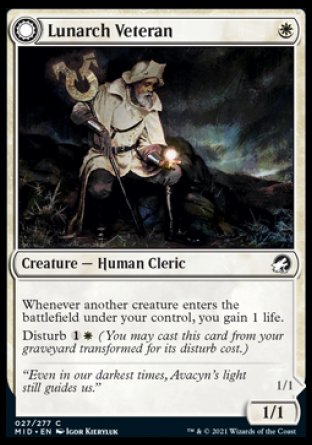 Lunarch Veteran
Creature — Human Cleric
Whenever another creature enters the
battlefield under your control, you gain 1 life.
Disturb 1 (You may cast this card from your
graveyard transformed for its disturb cost.)
“Even in our darkest times, Avacyn’s light
still guides us.”
1/1
1/1
027/277 C
MID • EN Igor Kieryluk
™ & © 2021 Wizards of the Coast